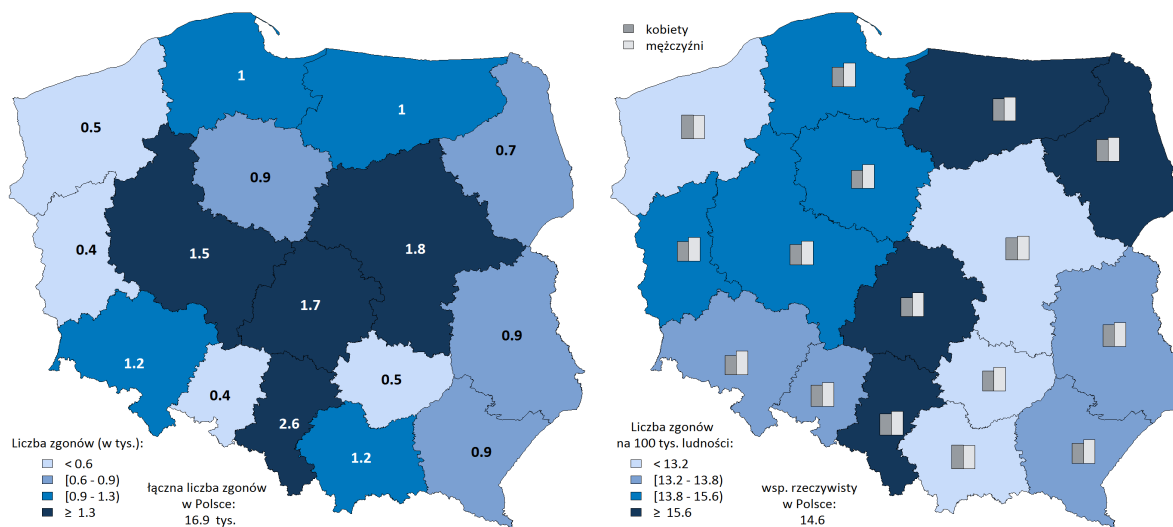 kobiety
mężczyźni
1
1
0.5
0.7
0.9
0.4
1.5
1.8
1.7
1.2
0.9
0.4
0.5
2.6
1.2
0.9
Liczba zgonów (w tys.):
< 0.6
[0.6 - 0.9)
[0.9 - 1.3)
≥ 1.3
łączna liczba zgonów
w Polsce:
16.9 tys.
Liczba zgonów
na 100 tys. ludności:
< 13.2
[13.2 - 13.8)
[13.8 - 15.6)
≥ 15.6
wsp. rzeczywisty
w Polsce:
14.6